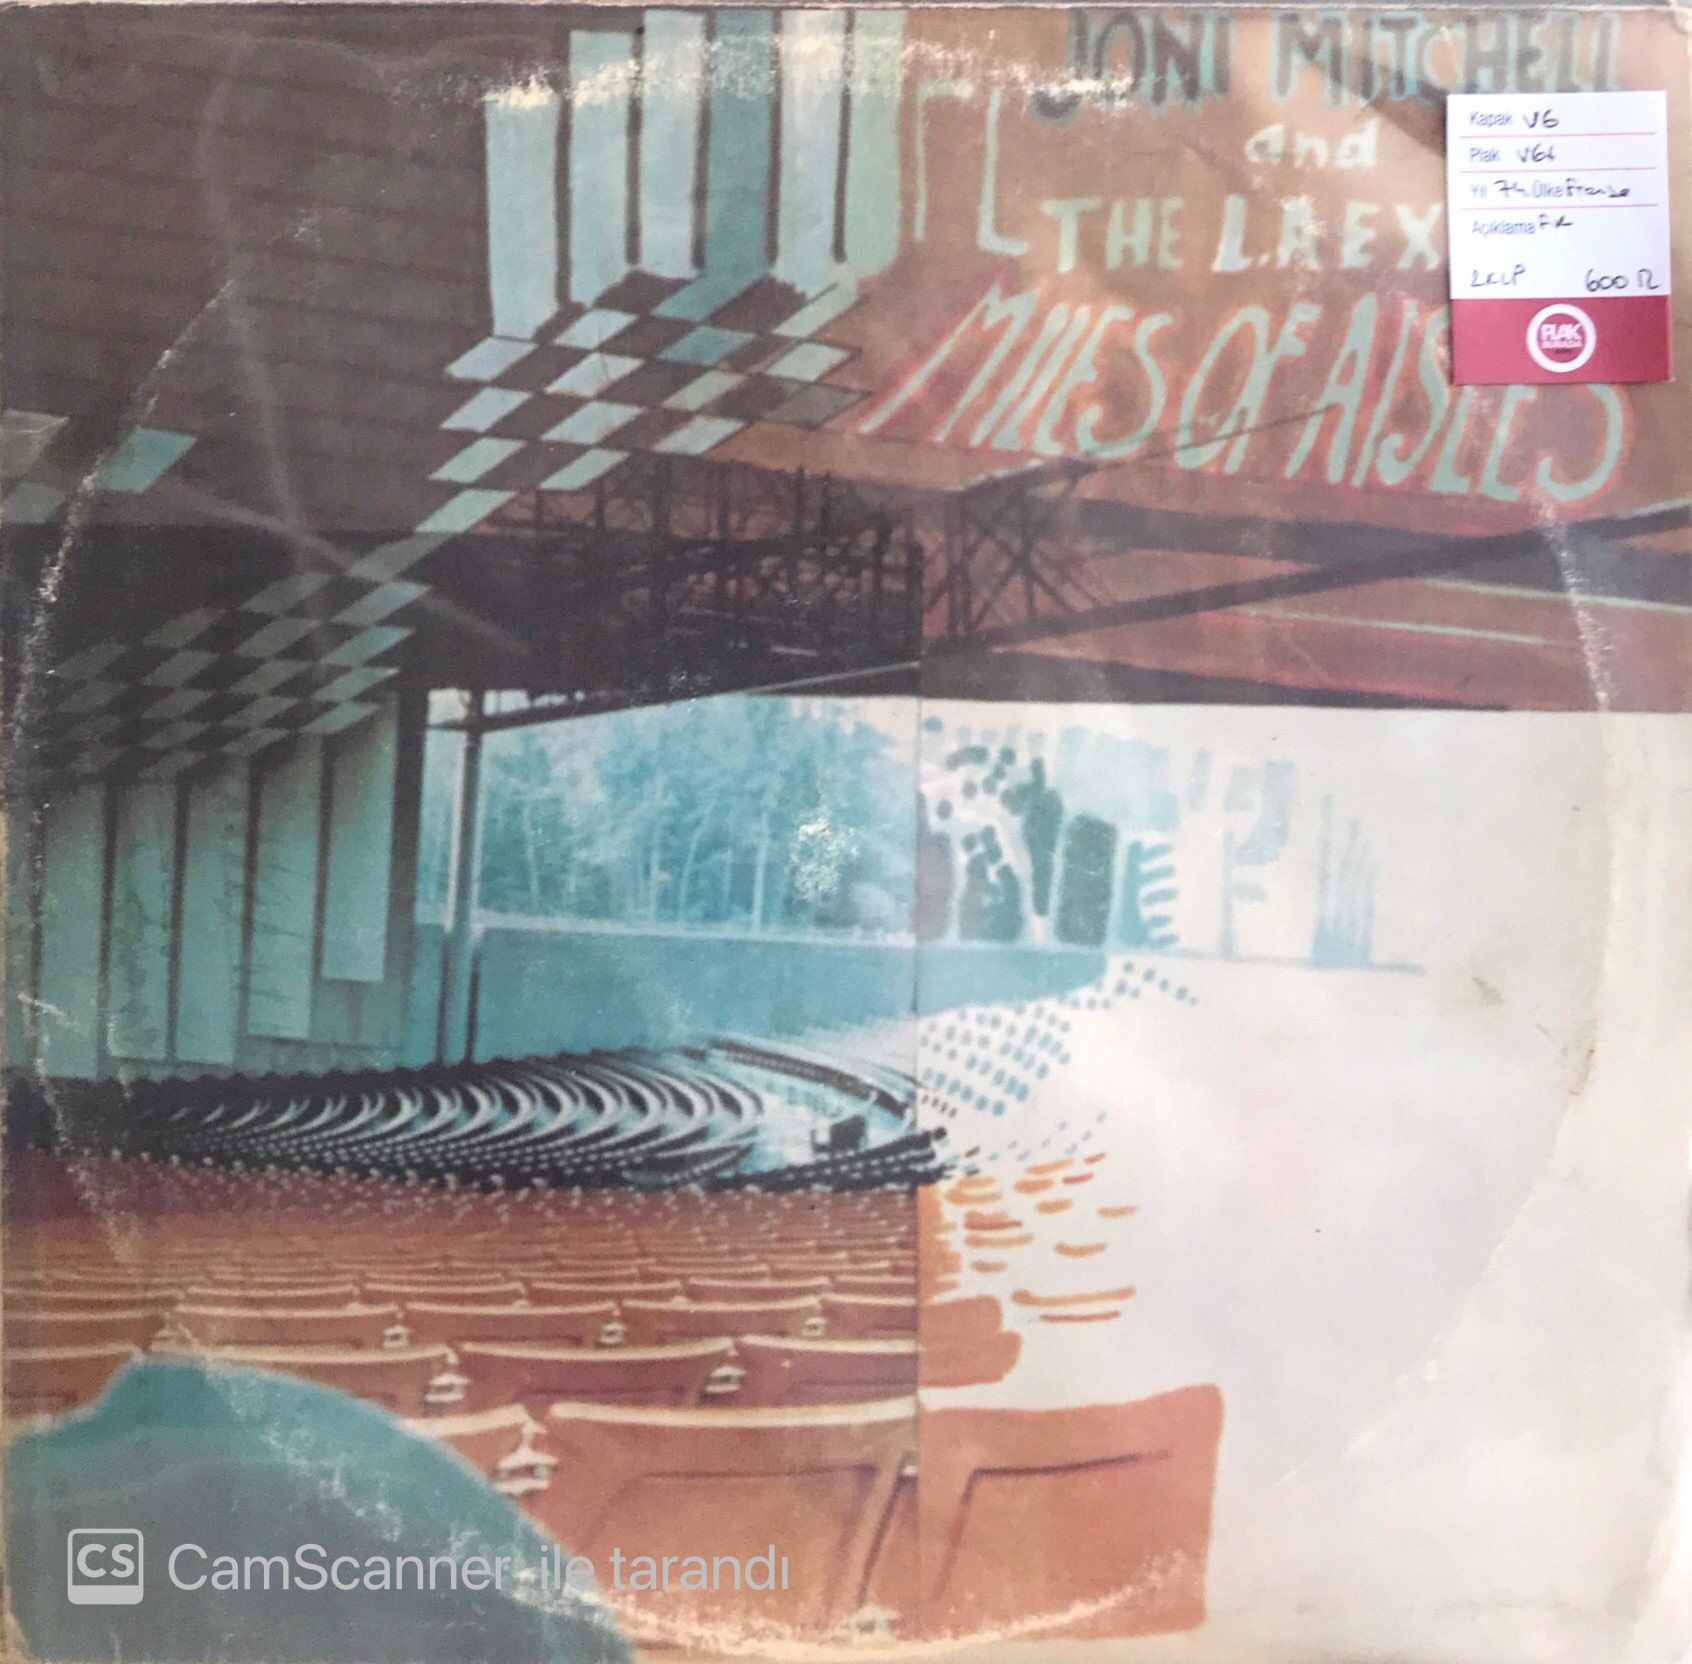 JONI MITCHELL
and
THE L.A EX
MILES OF AISLES
Kapak VG
Plak VG+
Yıl 74 Ülke Fransa
Açıklama
2XLP 600 TL
PLAK
CS CamScanner ile tarandı